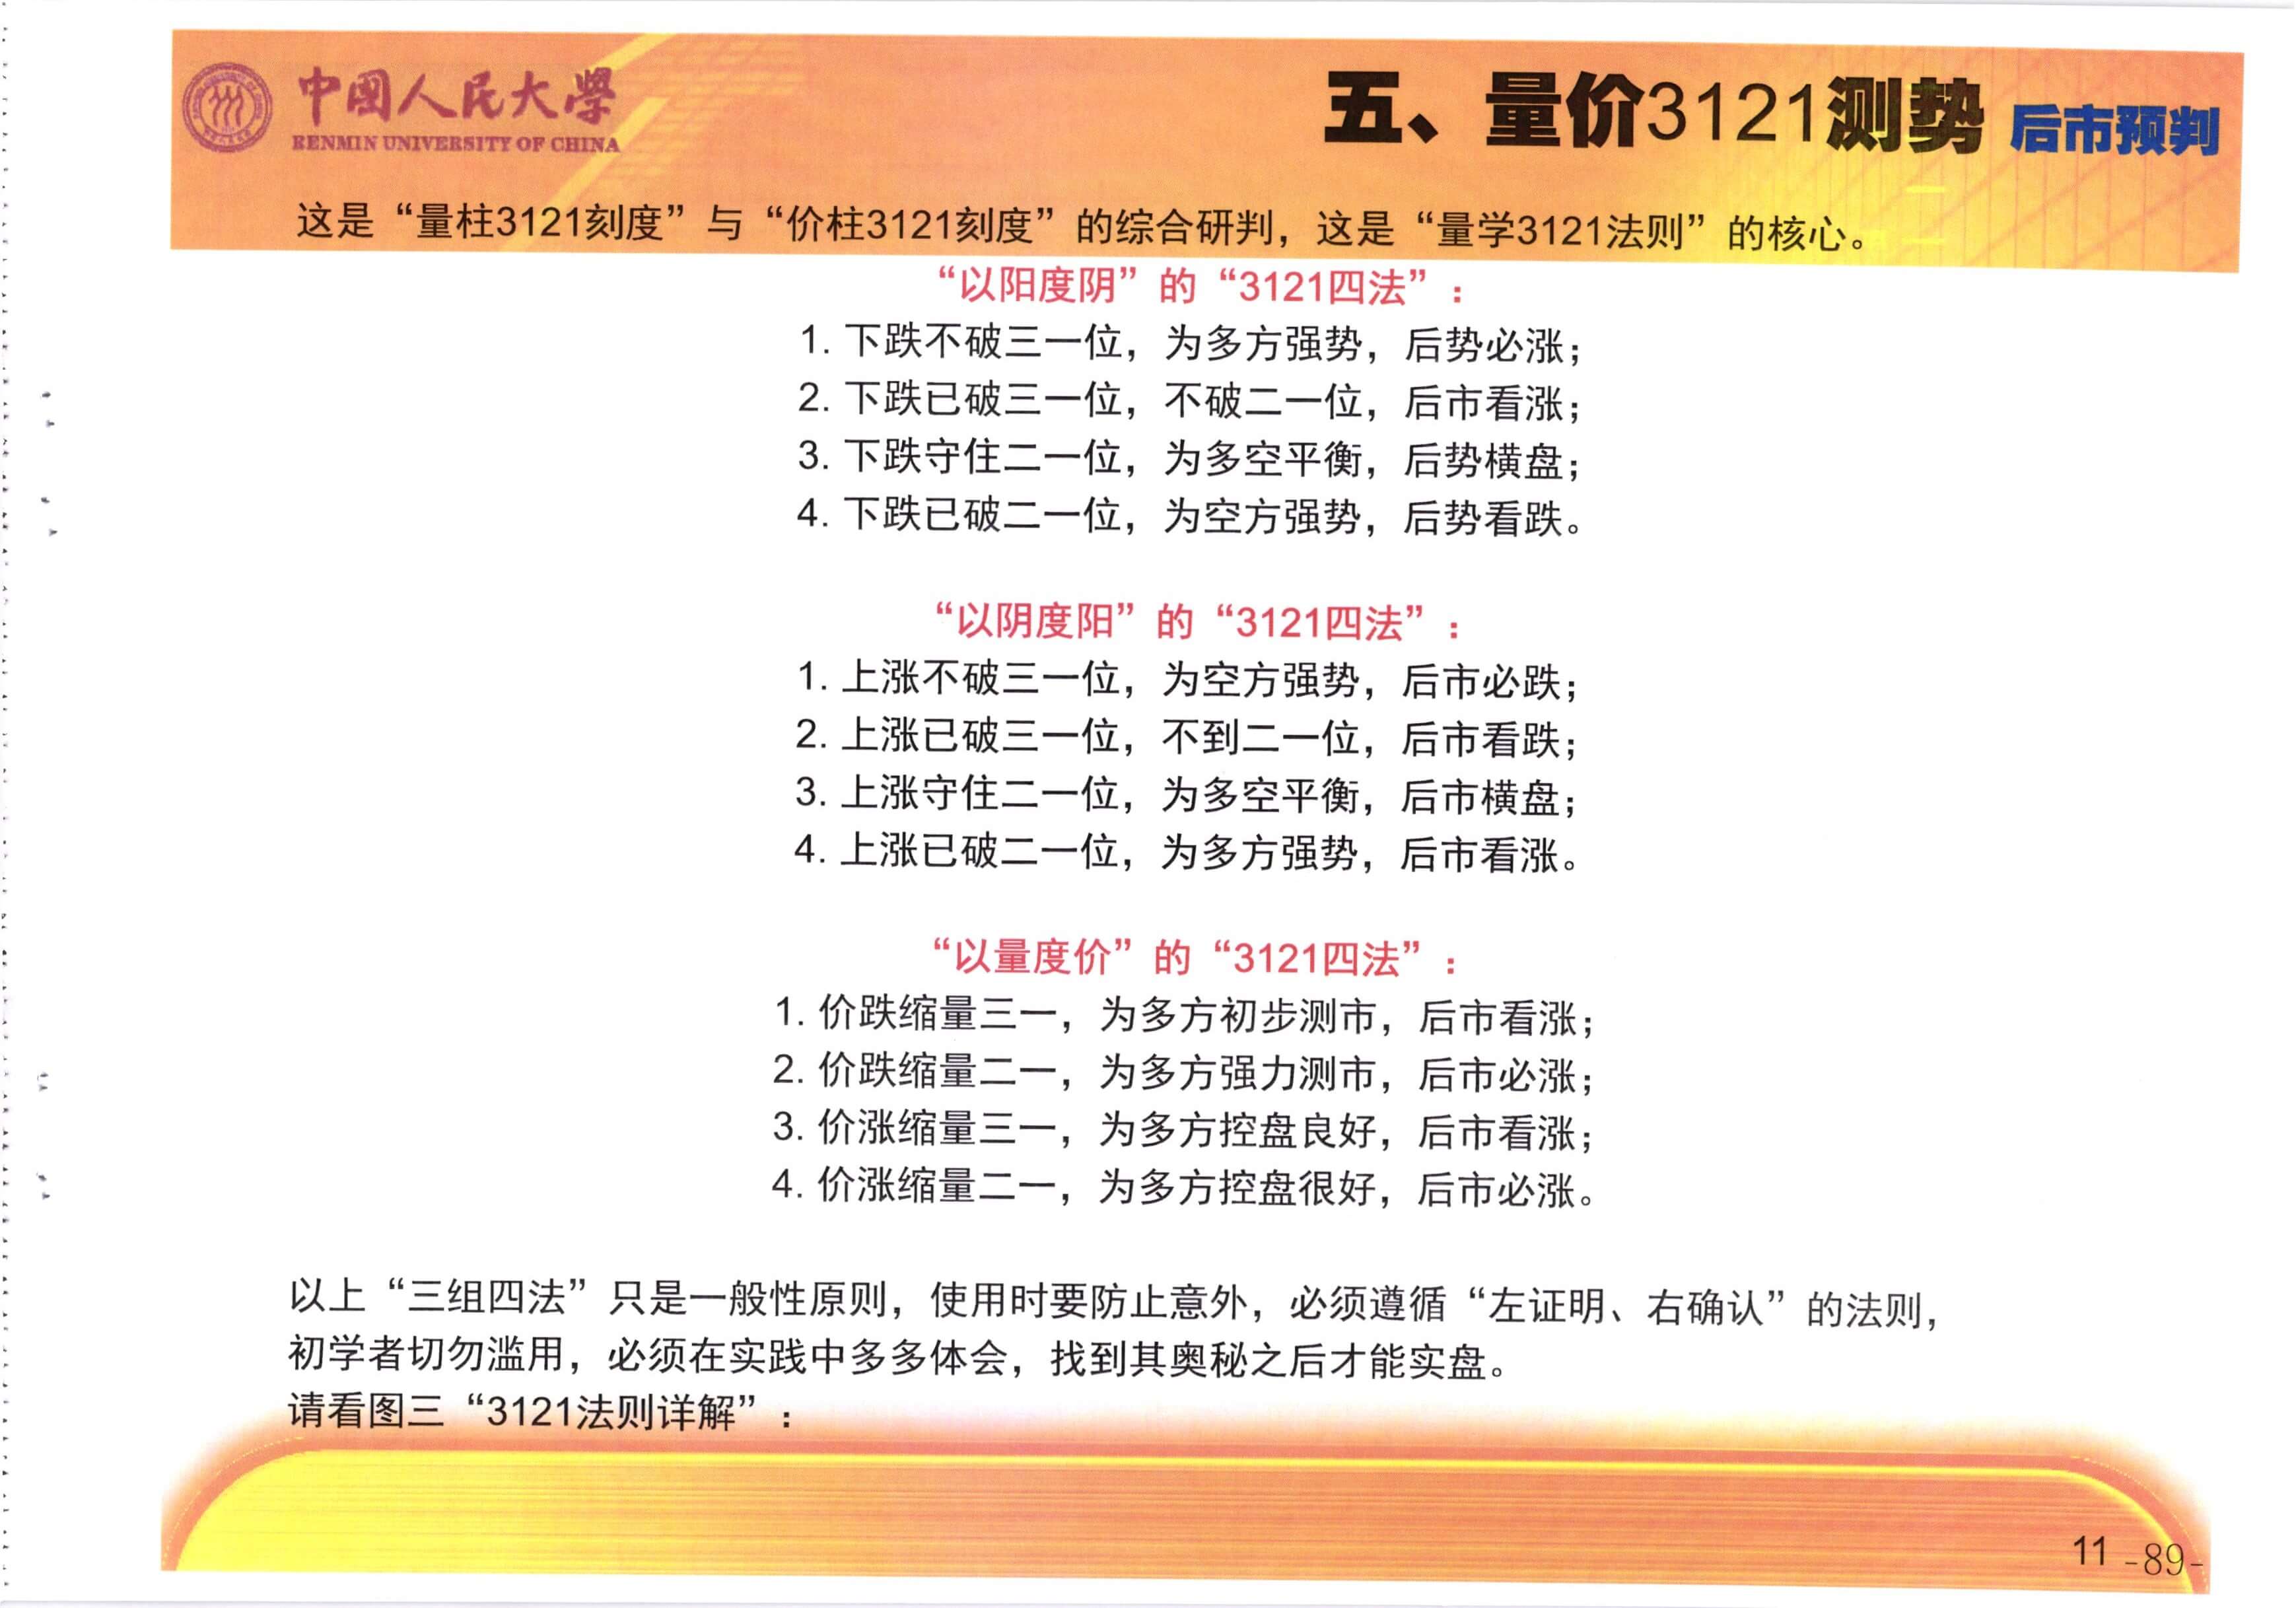 中國人民大學
RENMIN UNIVERSITY OF CHINA
五、量价3121测势 后市预判
这是“量柱3121刻度”与“价柱3121刻度”的综合研判，这是“量学3121法则”的核心。
“以阳度阴”的“3121四法”：
1. 下跌不破三一位，为多方强势，后势必涨；
2. 下跌已破三一位，不破二一位，后市看涨；
3. 下跌守住二一位，为多空平衡，后势横盘；
4. 下跌已破二一位，为空方强势，后势看跌。
“以阴度阳”的“3121四法”：
1. 上涨不破三一位，为空方强势，后市必跌；
2. 上涨已破三一位，不到二一位，后市看跌；
3. 上涨守住二一位，为多空平衡，后市横盘；
4. 上涨已破二一位，为多方强势，后市看涨。
“以量度价”的“3121四法”：
1. 价跌缩量三一，为多方初步测市，后市看涨；
2. 价跌缩量二一，为多方强力测市，后市必涨；
3. 价涨缩量三一，为多方控盘良好，后市看涨；
4. 价涨缩量二一，为多方控盘很好，后市必涨。
以上“三组四法”只是一般性原则，使用时要防止意外，必须遵循“左证明、右确认”的法则，
初学者切勿滥用，必须在实践中多多体会，找到其奥秘之后才能实盘。
请看图三“3121法则详解”：
11 -89-